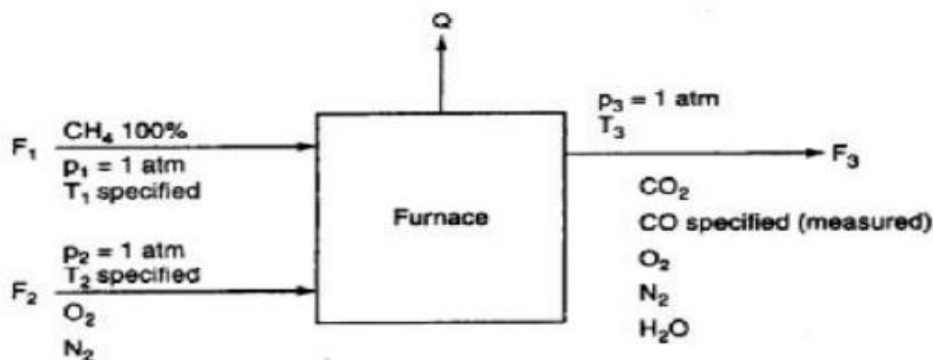 Q
F₁
CH₄ 100%
p₁ = 1 atm
T₁ specified
F₂
p₂ = 1 atm
T₂ specified
O₂
N₂
Furnace
p₃ = 1 atm
T₃
F₃
CO₂
CO specified (measured)
O₂
N₂
H₂O